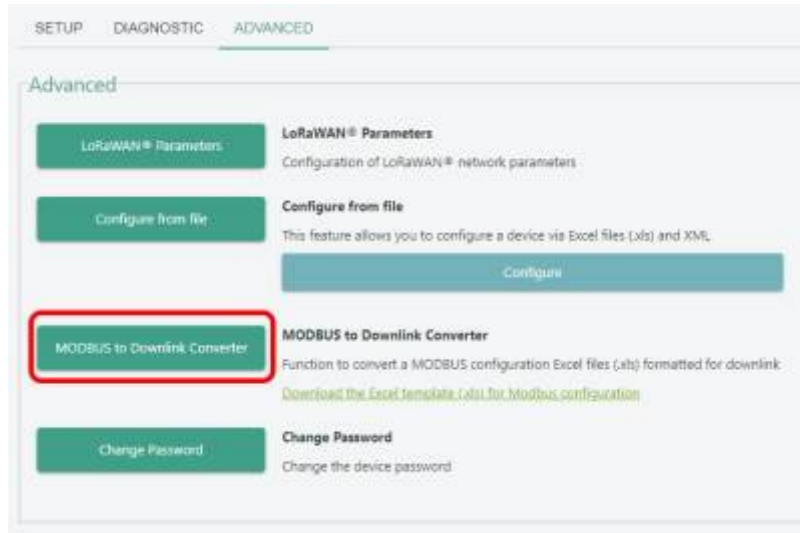 SETUP DIAGNOSTIC ADVANCED
Advanced
LoRaWAN® Parameters
LoRaWAN® Parameters
Configuration of LoRaWAN® network parameters
Configure from file
Configure from file
This feature allows you to configure a device via Excel files (.xls) and XML.
Configure
MODBUS to Downlink Converter
MODBUS to Downlink Converter
Function to convert a MODBUS configuration Excel files (.xls) formatted for downlink
Download the Excel template (.xls) for Modbus configuration
Change Password
Change Password
Change the device password